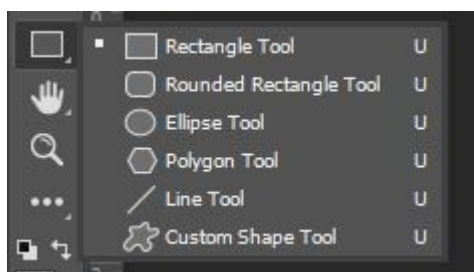 Rectangle Tool U
Rounded Rectangle Tool U
Ellipse Tool U
Polygon Tool U
Line Tool U
Custom Shape Tool U